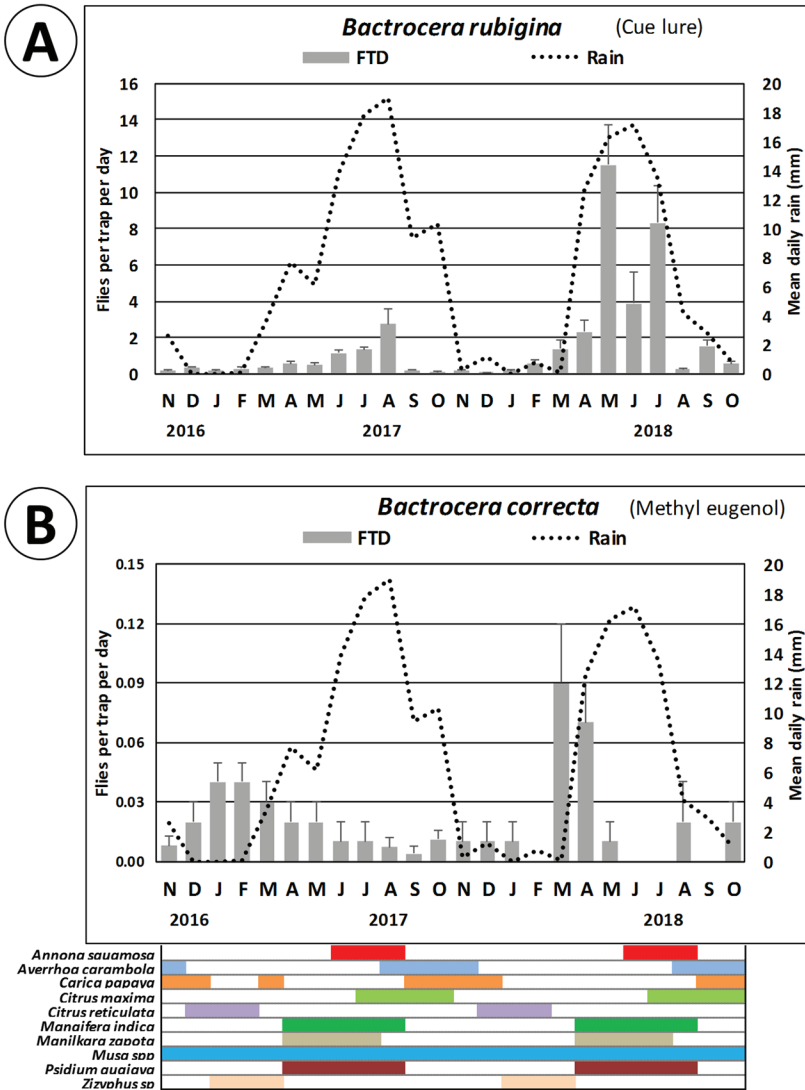 A
Bactrocera rubigina (Cue lure)
FTD Rain
Flies per trap per day
16
14
12
10
8
6
4
2
0
20
18
16
14
12
10
8
6
4
2
0
Mean daily rain (mm)
N D J F M A M J J A S O N D J F M A M J J A S O
2016 2017 2018
B
Bactrocera correcta (Methyl eugenol)
FTD Rain
Flies per trap per day
0.15
0.12
0.09
0.06
0.03
0.00
20
18
16
14
12
10
8
6
4
2
0
Mean daily rain (mm)
N D J F M A M J J A S O N D J F M A M J J A S O
2016 2017 2018
Annona squamosa
Averrhoa carambola
Carica papaya
Citrus maxima
Citrus reticulata
Mangifera indica
Manilkara zapota
Musa spp
Psidium guajava
Zizyphus sp